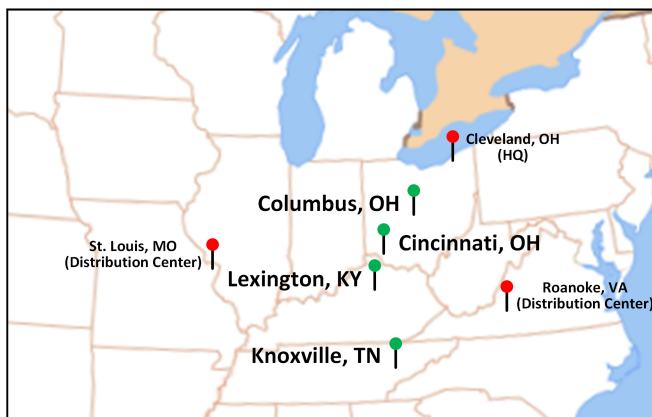 Cleveland, OH
(HQ)
Columbus, OH
Cincinnati, OH
St. Louis, MO
(Distribution Center)
Lexington, KY
Roanoke, VA
(Distribution Center)
Knoxville, TN